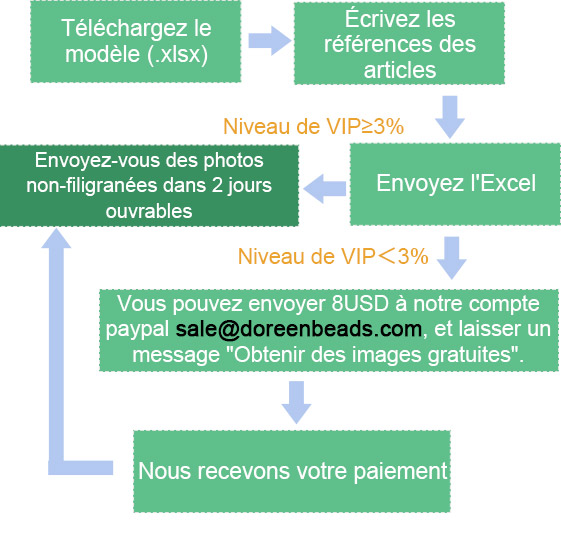 Téléchargez le
modèle (.xlsx)
Écrivez les
références des
articles
Niveau de VIP≥3%
Envoyez l'Excel
Envoyez-vous des photos
non-filigranées dans 2 jours
ouvrables
Niveau de VIP＜3%
Vous pouvez envoyer 8USD à notre compte
paypal sale@doreenbeads.com, et laisser un
message "Obtenir des images gratuites".
Nous recevons votre paiement